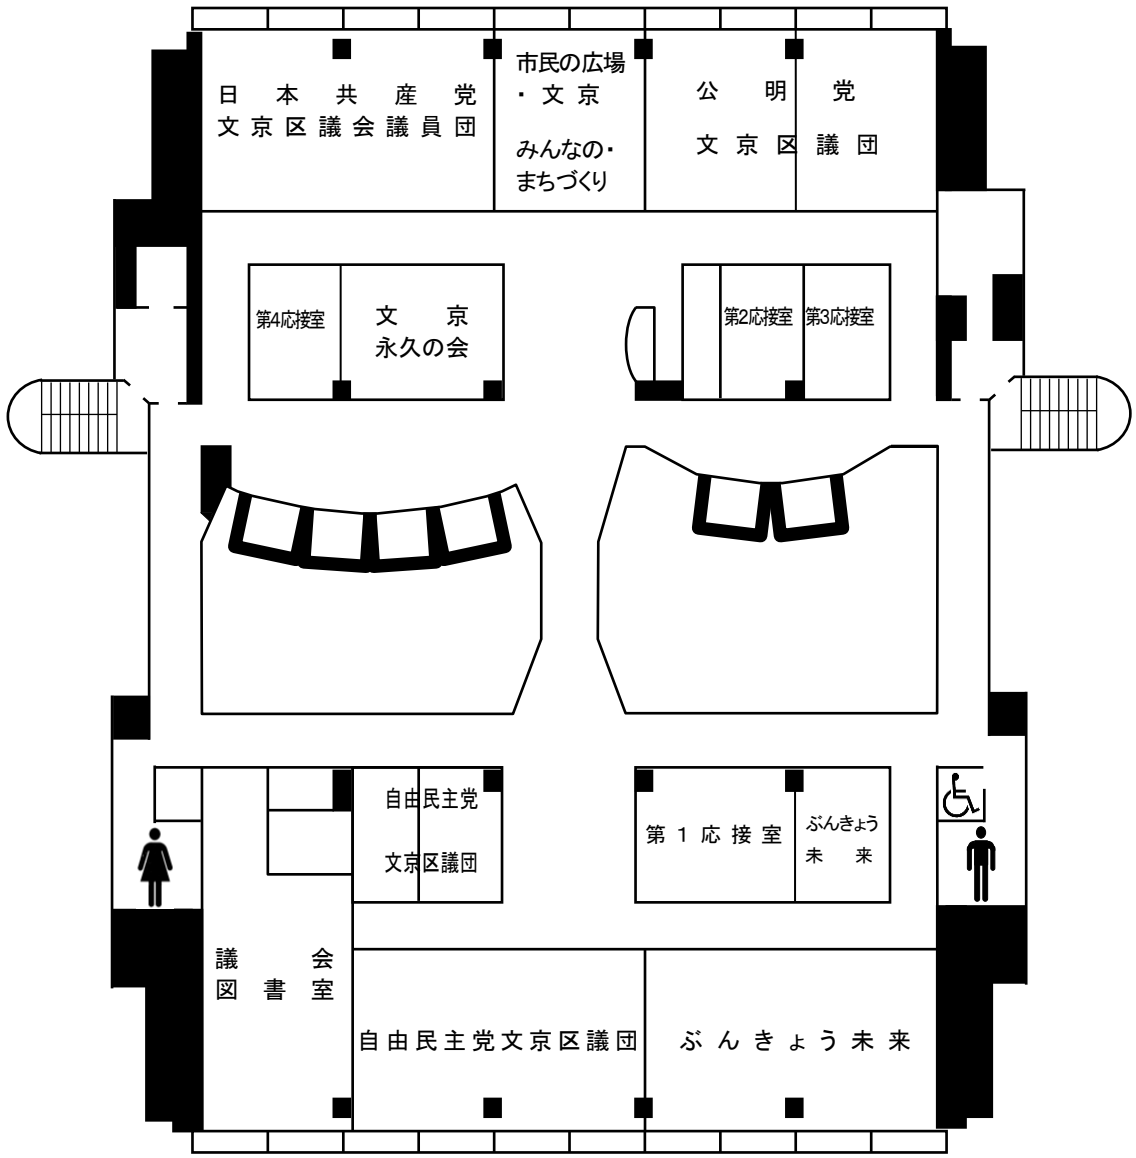 日本共産党
文京区議会議員団
市民の広場
・文京
みんなの・
まちづくり
公明党
文京区議団
第4応接室
文京
永久の会
第2応接室
第3応接室
自由民主党
文京区議団
第1応接室
ぶんきょう
未来
議会
図書室
自由民主党文京区議団
ぶんきょう未来